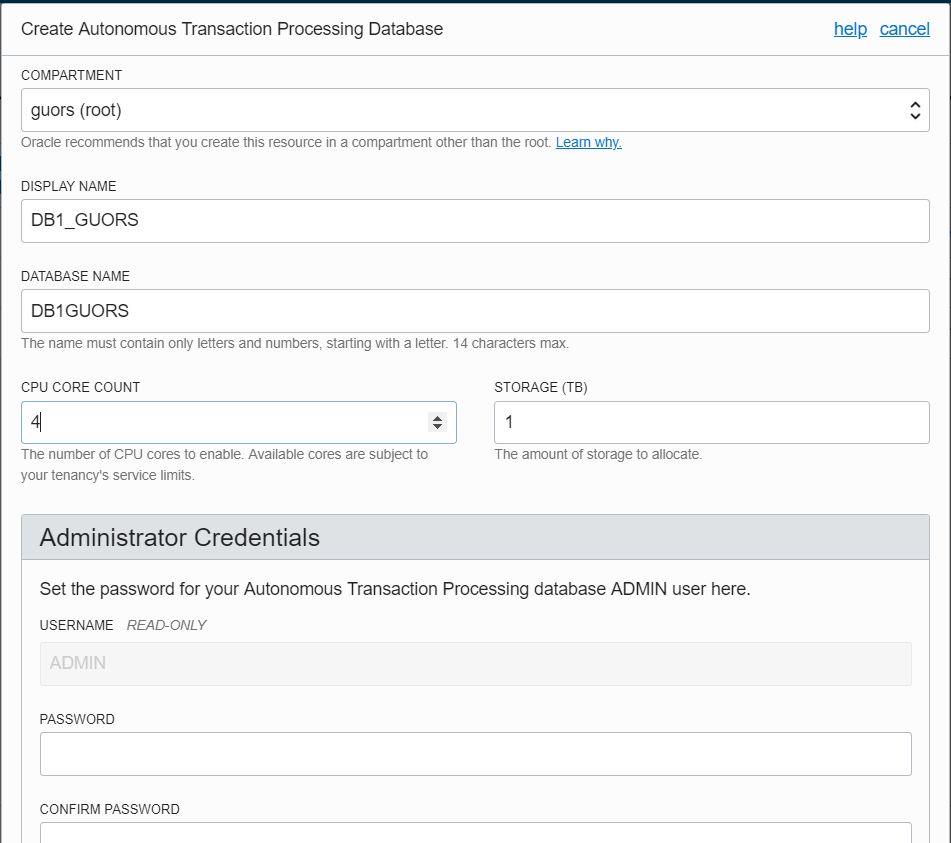 Create Autonomous Transaction Processing Database help cancel
COMPARTMENT
guors (root)
Oracle recommends that you create this resource in a compartment other than the root. Learn why.
DISPLAY NAME
DB1_GUORS
DATABASE NAME
DB1GUORS
The name must contain only letters and numbers, starting with a letter. 14 characters max.
CPU CORE COUNT
4
The number of CPU cores to enable. Available cores are subject to
your tenancy's service limits.
STORAGE (TB)
1
The amount of storage to allocate.
Administrator Credentials
Set the password for your Autonomous Transaction Processing database ADMIN user here.
USERNAME READ-ONLY
ADMIN
PASSWORD
CONFIRM PASSWORD